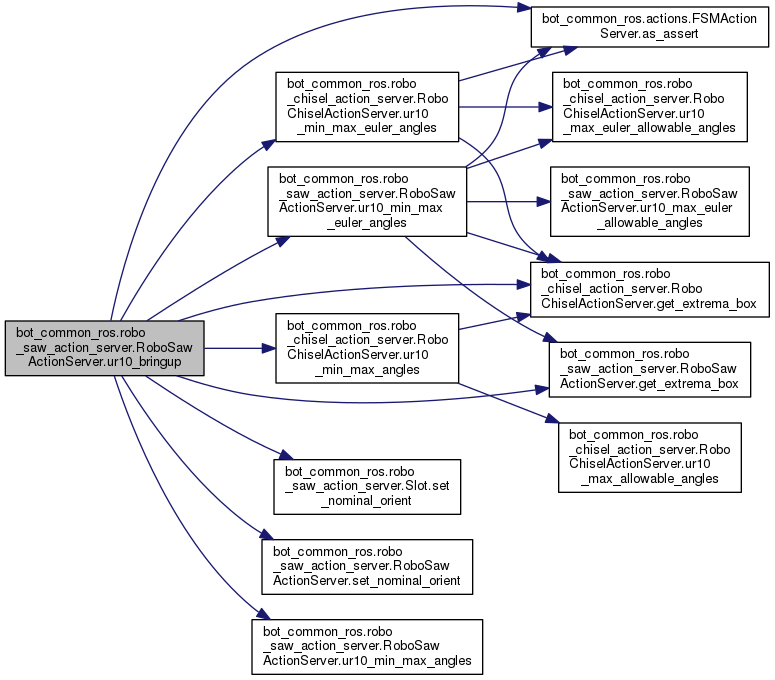 bot_common_ros.robo
_saw_action_server.RoboSaw
ActionServer.ur10_bringup
bot_common_ros.actions.FSMAction
Server.as_assert
bot_common_ros.robo
_chisel_action_server.Robo
ChiselActionServer.ur10
_min_max_euler_angles
bot_common_ros.robo
_chisel_action_server.Robo
ChiselActionServer.ur10
_max_euler_allowable_angles
bot_common_ros.robo
_saw_action_server.RoboSaw
ActionServer.ur10_min_max
_euler_angles
bot_common_ros.robo
_saw_action_server.RoboSaw
ActionServer.ur10_max_euler
_allowable_angles
bot_common_ros.robo
_chisel_action_server.Robo
ChiselActionServer.get_extrema_box
bot_common_ros.robo
_chisel_action_server.Robo
ChiselActionServer.ur10
_min_max_angles
bot_common_ros.robo
_saw_action_server.RoboSaw
ActionServer.get_extrema_box
bot_common_ros.robo
_chisel_action_server.Robo
ChiselActionServer.ur10
_max_allowable_angles
bot_common_ros.robo
_saw_action_server.Slot.set
_nominal_orient
bot_common_ros.robo
_saw_action_server.RoboSaw
ActionServer.set_nominal_orient
bot_common_ros.robo
_saw_action_server.RoboSaw
ActionServer.ur10_min_max_angles